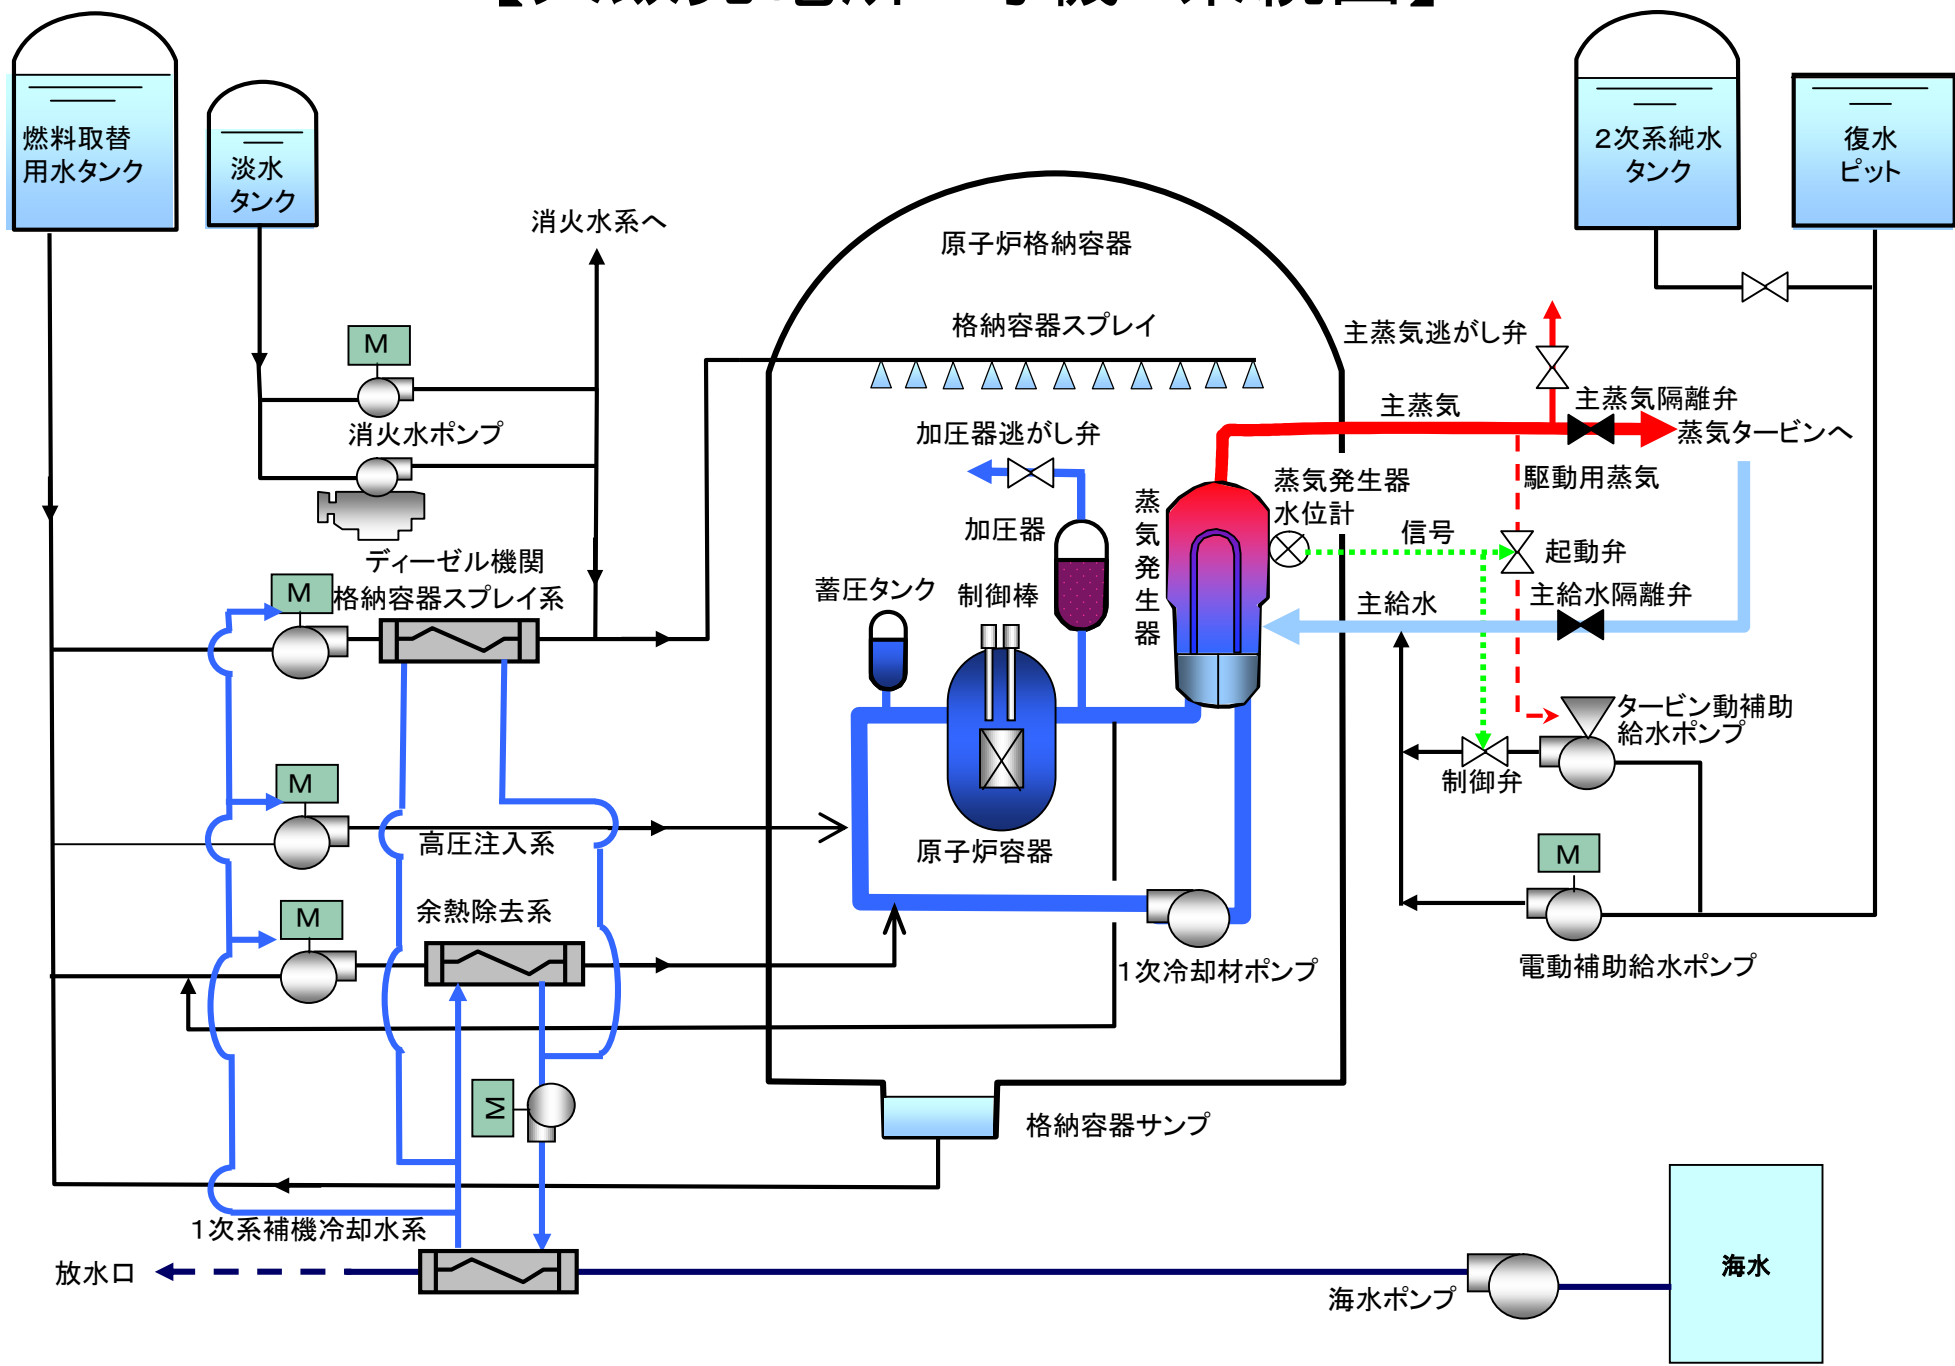 燃料取替
用水タンク
淡水
タンク
消火水系へ
原子炉格納容器
2次系純水
タンク
復水
ピット
格納容器スプレイ
主蒸気逃がし弁
M
消火水ポンプ
加圧器逃がし弁
主蒸気
主蒸気隔離弁
蒸気タービンへ
蒸気発生器
水位計
駆動用蒸気
蒸気発生器
加圧器
信号
起動弁
ディーゼル機関
格納容器スプレイ系
M
蓄圧タンク
制御棒
主給水
主給水隔離弁
タービン動補助
給水ポンプ
制御弁
M
高圧注入系
原子炉容器
M
余熱除去系
M
1次冷却材ポンプ
電動補助給水ポンプ
M
格納容器サンプ
1次系補機冷却水系
放水口
海水ポンプ
海水